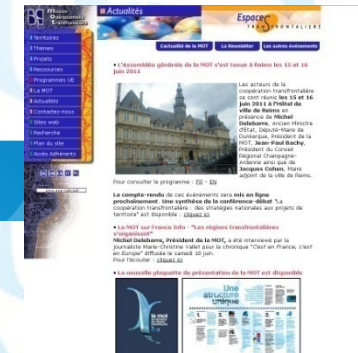 Mission
Opérationnelle
Transfrontalière
Actualités
Espaces
TRANSFRONTALIERS
Territoires
Thèmes
Projets
Ressources
Programmes UE
La MOT
Actualités
Contactez-nous
Sites web
Recherche
Plan du site
Accès Adhérents
L'actualité de la MOT
La Newsletter
Les autres événements
• L'Assemblée générale de la MOT s'est tenue à Reims les 15 et 16
juin 2011
Les acteurs de la
coopération transfrontalière
se sont réunis les 15 et 16
juin 2011 à l'Hôtel de
ville de Reims en
présence de Michel
Delebarre, Ancien Ministre
d'État, Député-Maire de
Dunkerque, Président de la
MOT, Jean-Paul Bachy,
Président du Conseil
Régional Champagne-
Ardenne ainsi que de
Jacques Cohen, Maire
adjoint de la ville de Reims.
Pour consulter le programme : FR - EN
Le compte-rendu de ces événements sera mis en ligne
prochainement. Une synthèse de la conférence-débat "La
coopération transfrontalière : des stratégies nationales aux projets de
territoire" est disponible : cliquez ici
• La MOT sur France Info - "Les régions transfrontalières
s'organisent"
Michel Delebarre, Président de la MOT, a été interviewé par la
journaliste Marie-Christine Vallet pour la chronique "C'est en France, c'est
en Europe" diffusée le samedi 18 juin.
Pour l'écouter : cliquez ici
• La nouvelle plaquette de présentation de la MOT est disponible
la mot
Une
structure
unique